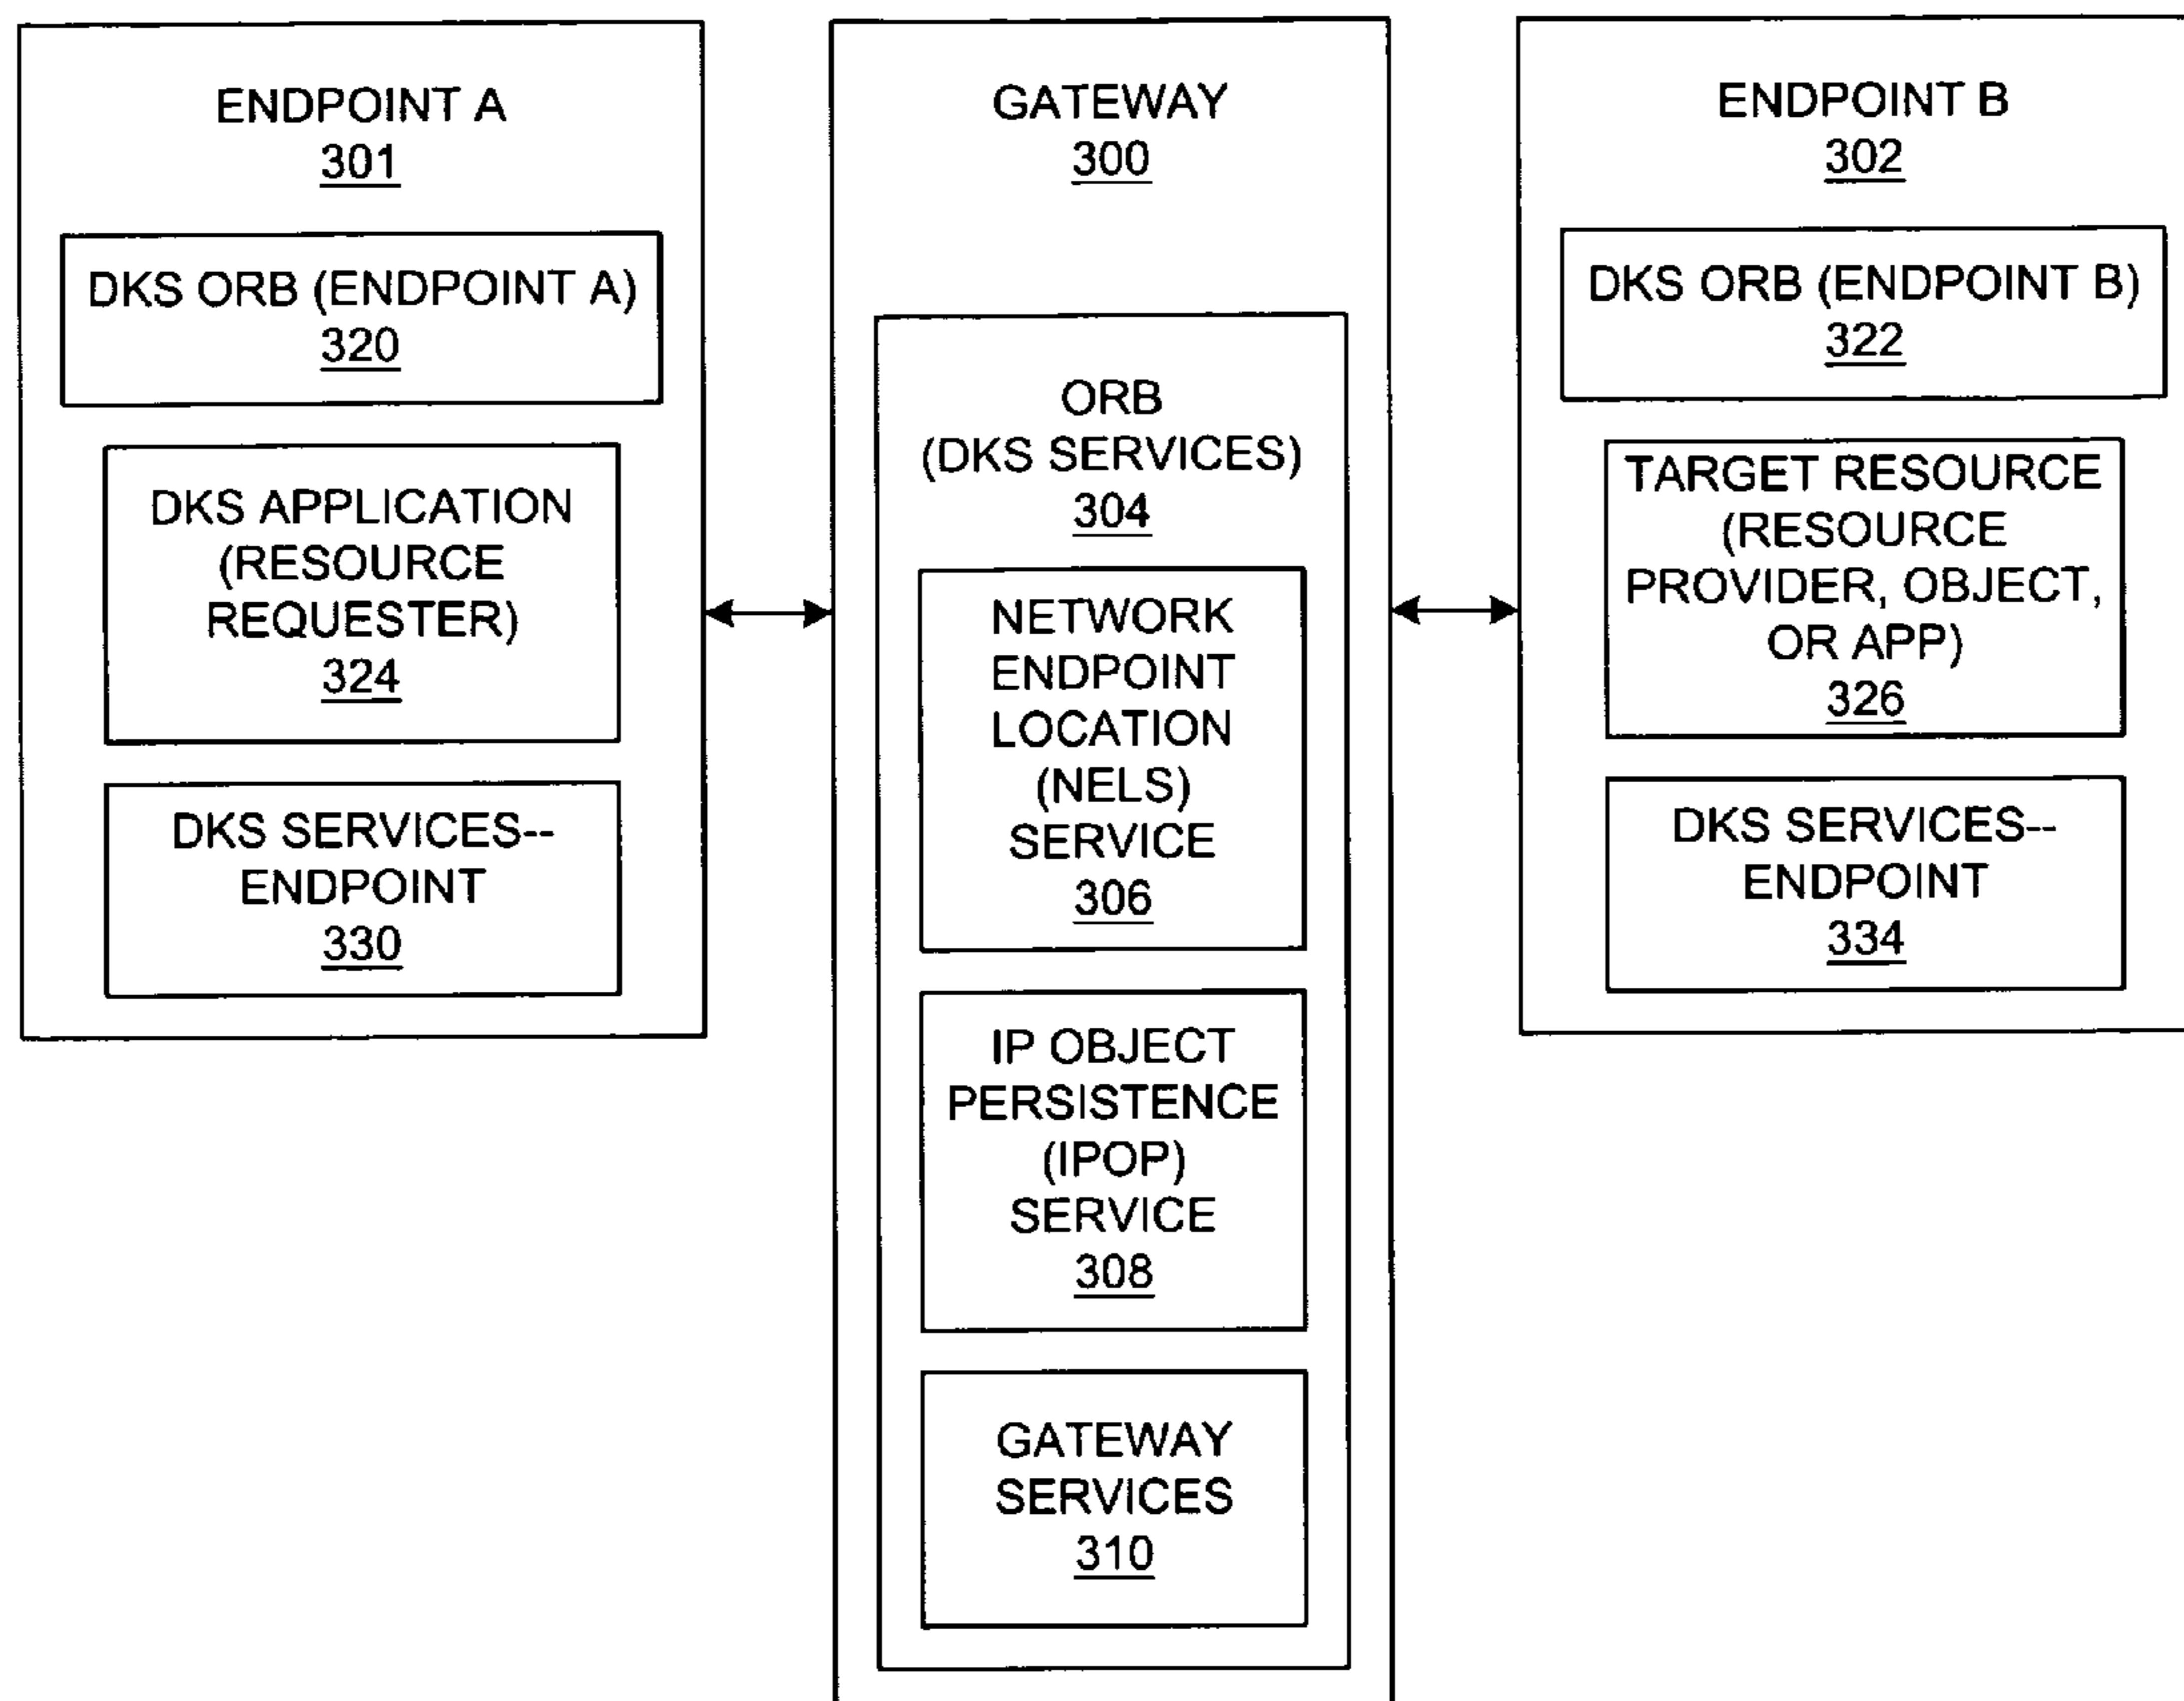 ENDPOINT A
301
DKS ORB (ENDPOINT A)
320
DKS APPLICATION
(RESOURCE
REQUESTER)
324
DKS SERVICES--
ENDPOINT
330
GATEWAY
300
ORB
(DKS SERVICES)
304
NETWORK
ENDPOINT
LOCATION
(NELS)
SERVICE
306
IP OBJECT
PERSISTENCE
(IPOP)
SERVICE
308
GATEWAY
SERVICES
310
ENDPOINT B
302
DKS ORB (ENDPOINT B)
322
TARGET RESOURCE
(RESOURCE
PROVIDER, OBJECT,
OR APP)
326
DKS SERVICES--
ENDPOINT
334